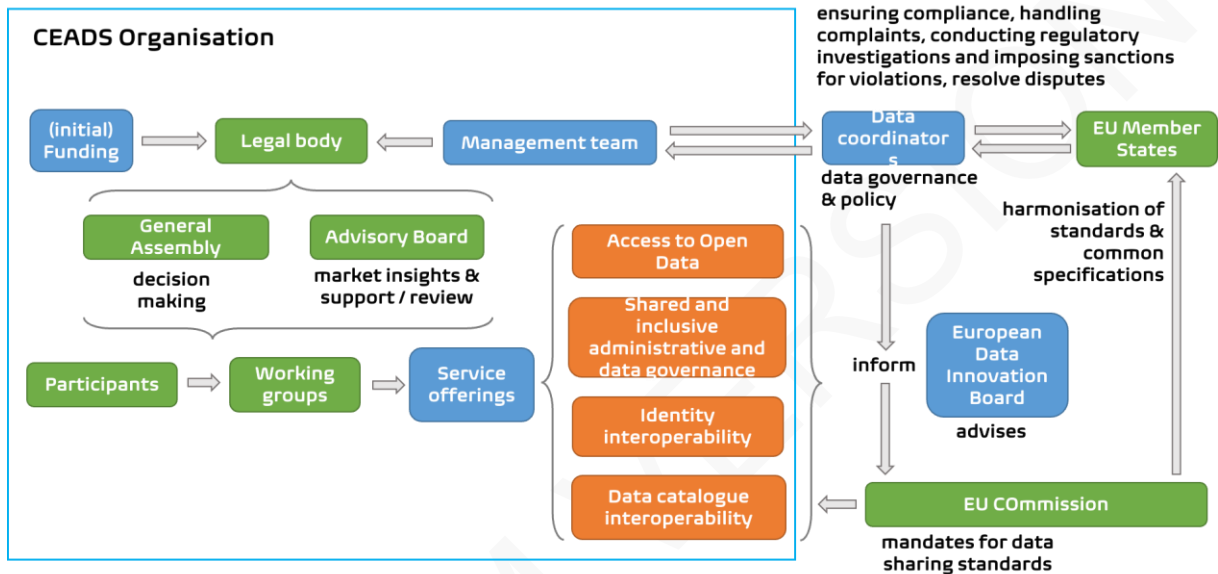 CEADS Organisation
ensuring compliance, handling
complaints, conducting regulatory
investigations and imposing sanctions
for violations, resolve disputes
(initial)
Funding
Legal body
Management team
Data
coordinator
s
EU Member
States
data governance
& policy
General
Assembly
Advisory Board
decision
making
market insights &
support / review
Access to Open
Data
harmonisation of
standards &
common
specifications
Shared and
inclusive
administrative and
data governance
Participants
Working
groups
Service
offerings
inform
European
Data
Innovation
Board
advises
Identity
interoperability
Data catalogue
interoperability
EU COmmission
mandates for data
sharing standards